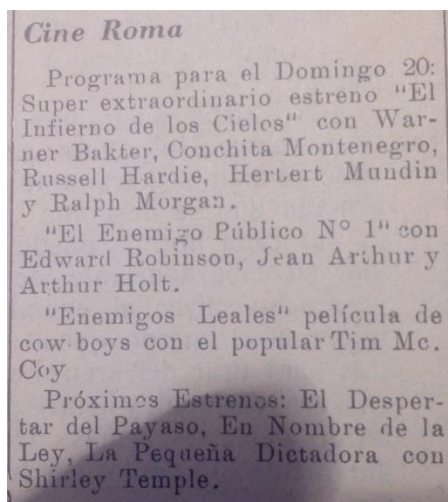 Cine Roma
Programa para el Domingo 20:
Super extraordinario estreno "El
Infierno de los Cielos" con War-
ner Bakter, Conchita Montenegro,
Russell Hardie, Herbert Mundin
y Ralph Morgan.
"El Enemigo Público N° 1" con
Edward Robinson, Jean Arthur y
Arthur Holt.
"Enemigos Leales" película de
cow-boys con el popular Tim Mc.
Coy
Próximos Estrenos: El Desper-
tar del Payaso, En Nombre de la
Ley, La Pequeña Dictadora con
Shirley Temple.